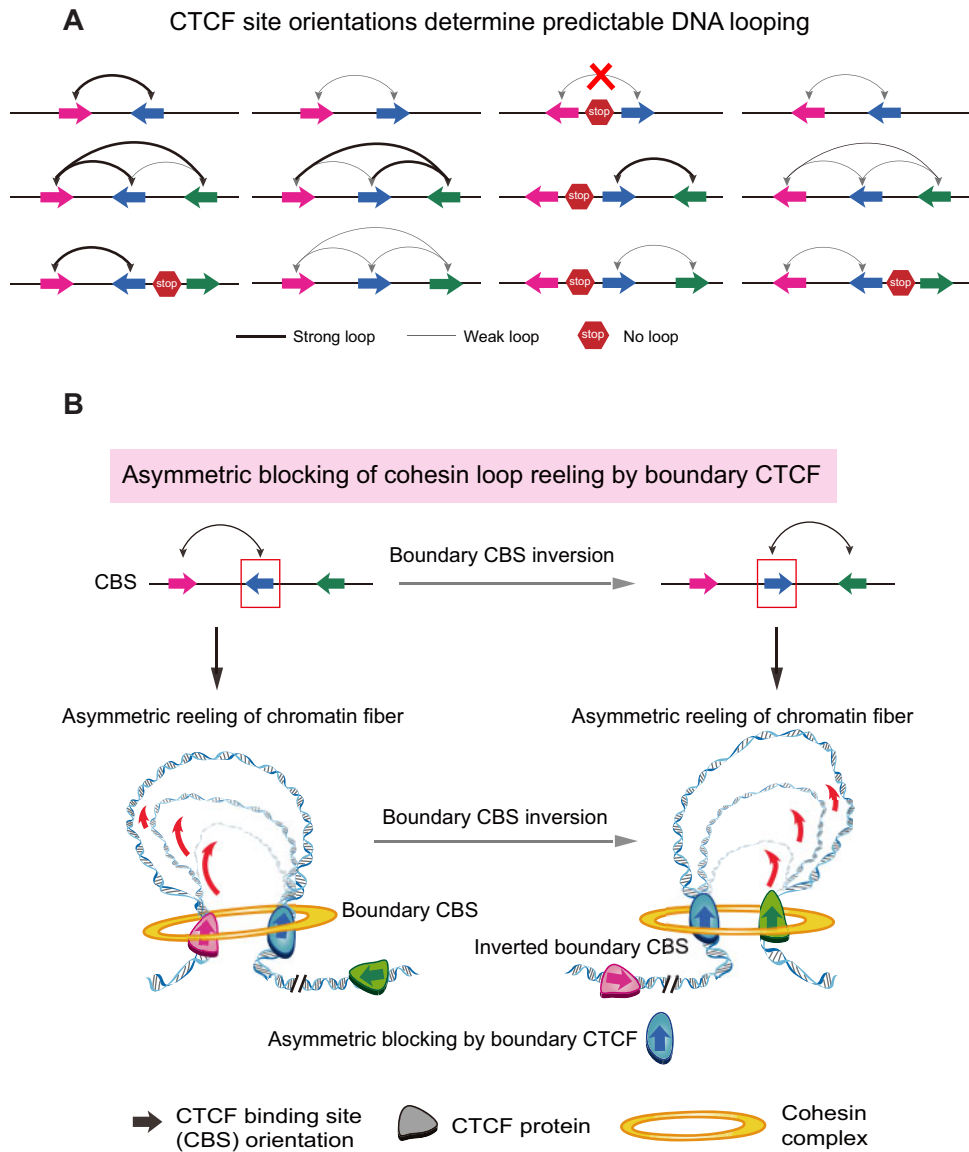 A
CTCF site orientations determine predictable DNA looping
stop
stop
stop
stop
stop
Strong loop
Weak loop
stop
No loop
B
Asymmetric blocking of cohesin loop reeling by boundary CTCF
CBS
Boundary CBS inversion
Asymmetric reeling of chromatin fiber
Asymmetric reeling of chromatin fiber
Boundary CBS inversion
Boundary CBS
Inverted boundary CBS
Asymmetric blocking by boundary CTCF
CTCF binding site
(CBS) orientation
CTCF protein
Cohesin
complex